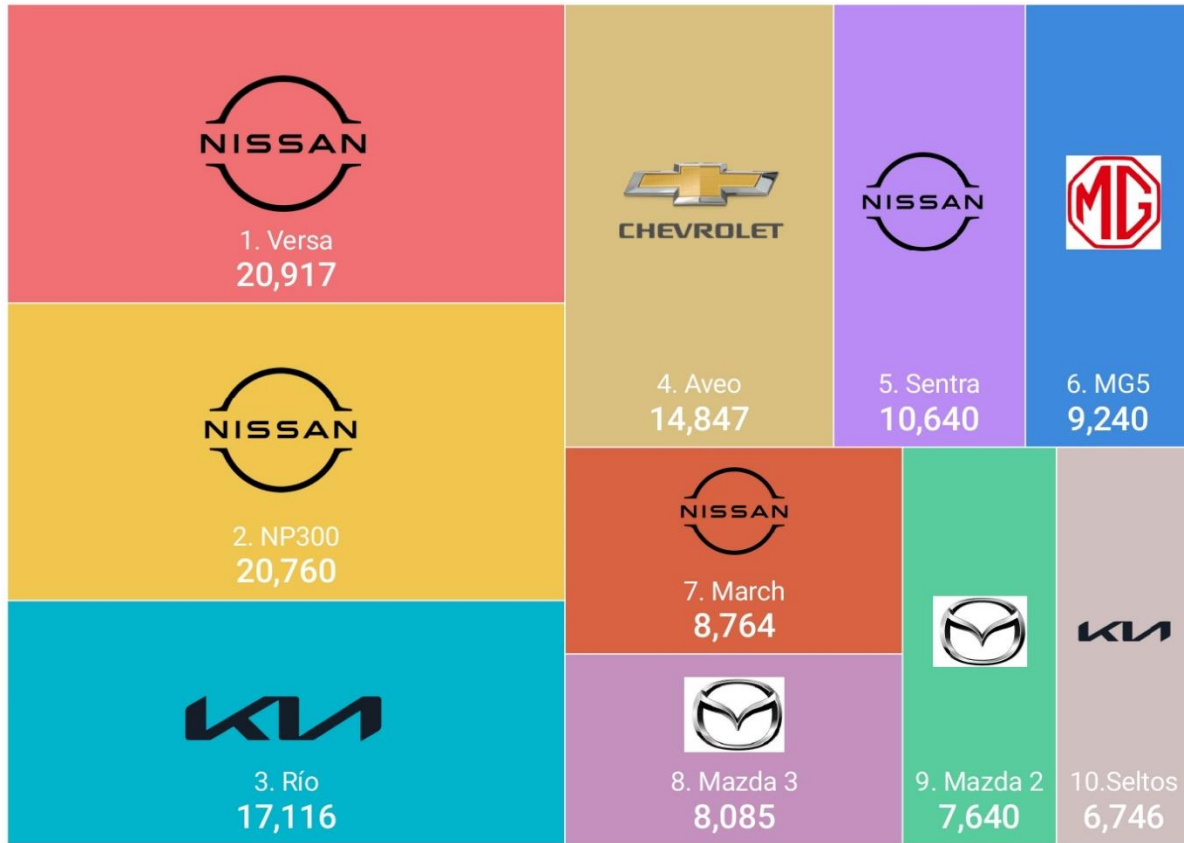 NISSAN
1. Versa
20,917
NISSAN
2. NP300
20,760
KIA
3. Río
17,116
CHEVROLET
4. Aveo
14,847
NISSAN
5. Sentra
10,640
MG
6. MG5
9,240
NISSAN
7. March
8,764
8. Mazda 3
8,085
9. Mazda 2
7,640
KIA
10.Seltos
6,746